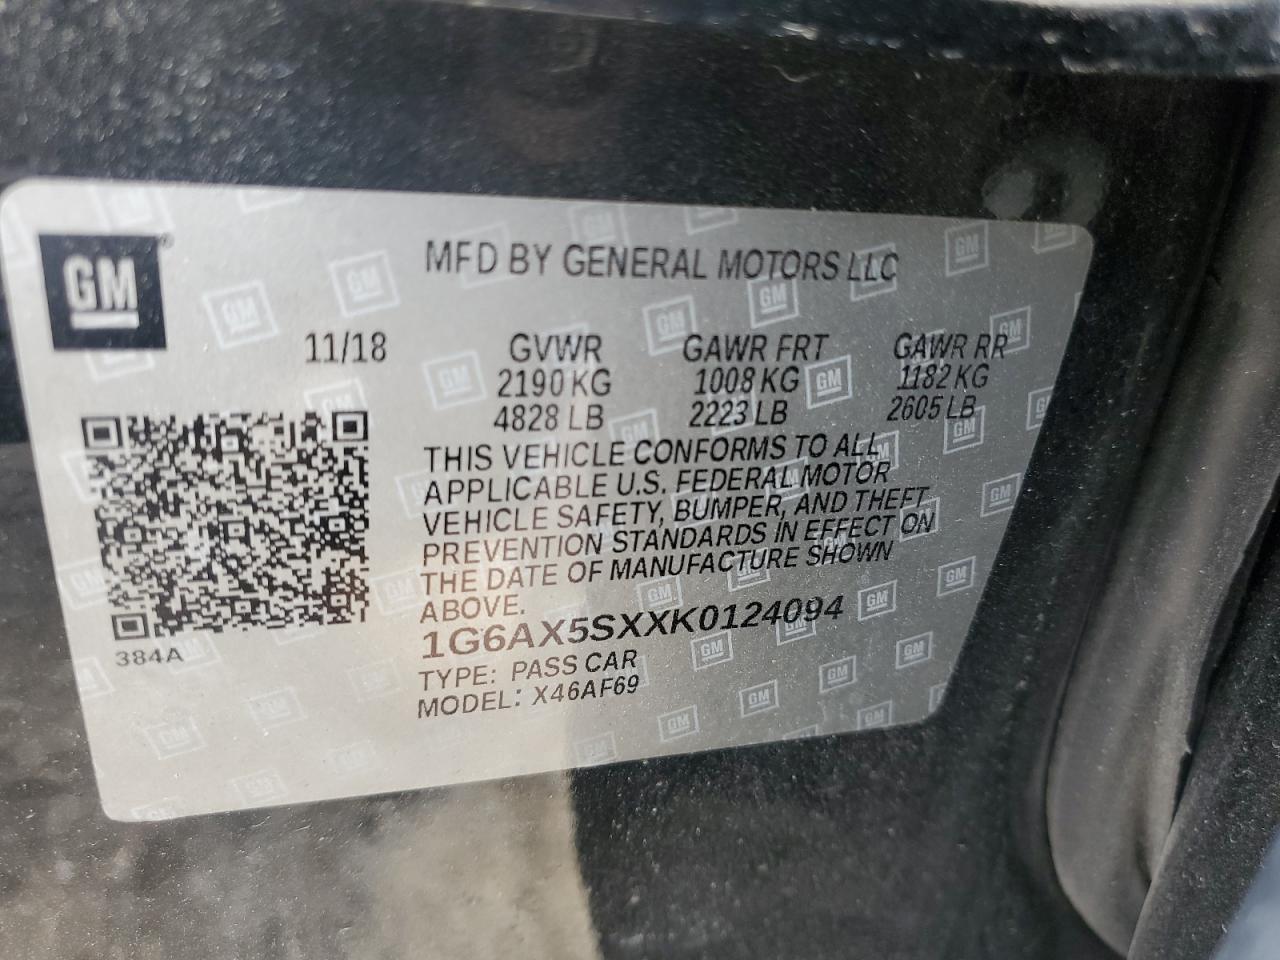 GM
MFD BY GENERAL MOTORS LLC
11/18 GVWR GAWR FRT GAWR RR
2190 KG 1008 KG 1182 KG
4828 LB 2223 LB 2605 LB
THIS VEHICLE CONFORMS TO ALL
APPLICABLE U.S. FEDERAL MOTOR
VEHICLE SAFETY, BUMPER, AND THEFT
PREVENTION STANDARDS IN EFFECT ON
THE DATE OF MANUFACTURE SHOWN
ABOVE.
1G6AX5SXXK0124094
TYPE: PASS CAR
MODEL: X46AF69
384A